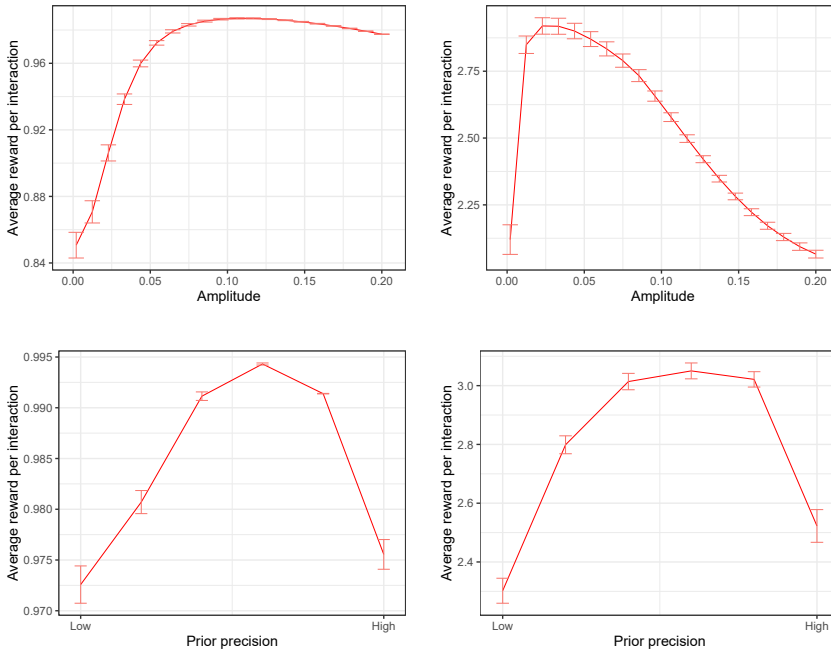 Average reward per interaction
0.96
0.92
0.88
0.84
0.00
0.05
0.10
0.15
0.20
Amplitude
Average reward per interaction
2.75
2.50
2.25
0.00
0.05
0.10
0.15
0.20
Amplitude
Average reward per interaction
0.995
0.990
0.985
0.980
0.975
0.970
Low
High
Prior precision
Average reward per interaction
3.0
2.8
2.6
2.4
Low
High
Prior precision